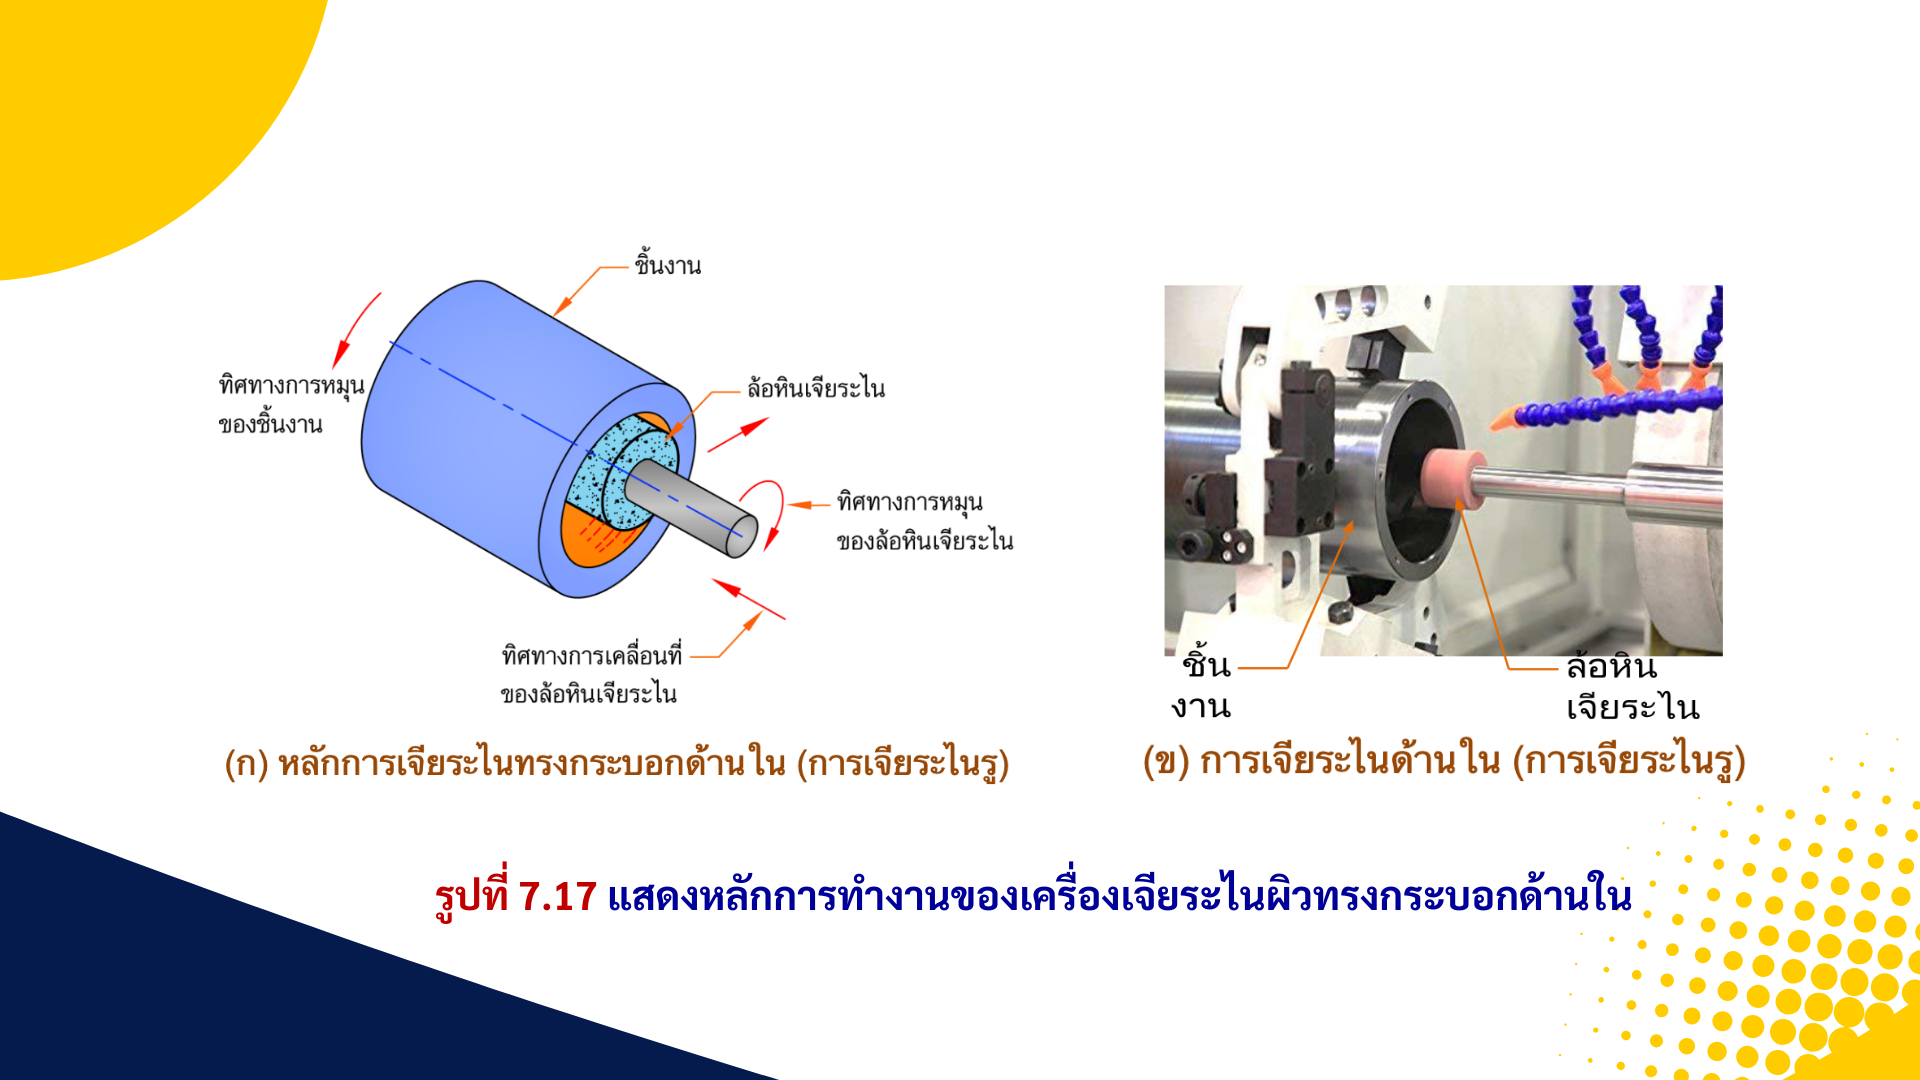 ชิ้นงาน
ทิศทางการหมุน
ของชิ้นงาน
ล้อหินเจียระไน
ทิศทางการหมุน
ของล้อหินเจียระไน
ทิศทางการเคลื่อนที่
ของล้อหินเจียระไน
(ก) หลักการเจียระไนทรงกระบอกด้านใน (การเจียระไนรู)
ชิ้น
งาน
ล้อหิน
เจียระไน
(ข) การเจียระไนด้านใน (การเจียระไนรู)
รูปที่ 7.17 แสดงหลักการทำงานของเครื่องเจียระไนผิวทรงกระบอกด้านใน